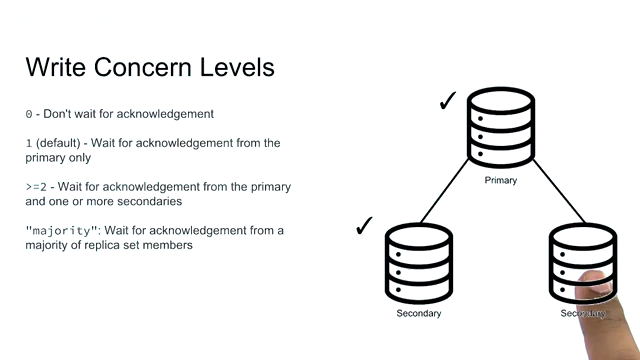 Write Concern Levels
0 - Don't wait for acknowledgement
1 (default) - Wait for acknowledgement from the
primary only
>=2 - Wait for acknowledgement from the primary
and one or more secondaries
"majority": Wait for acknowledgement from a
majority of replica set members
Primary
Secondary
Secondary